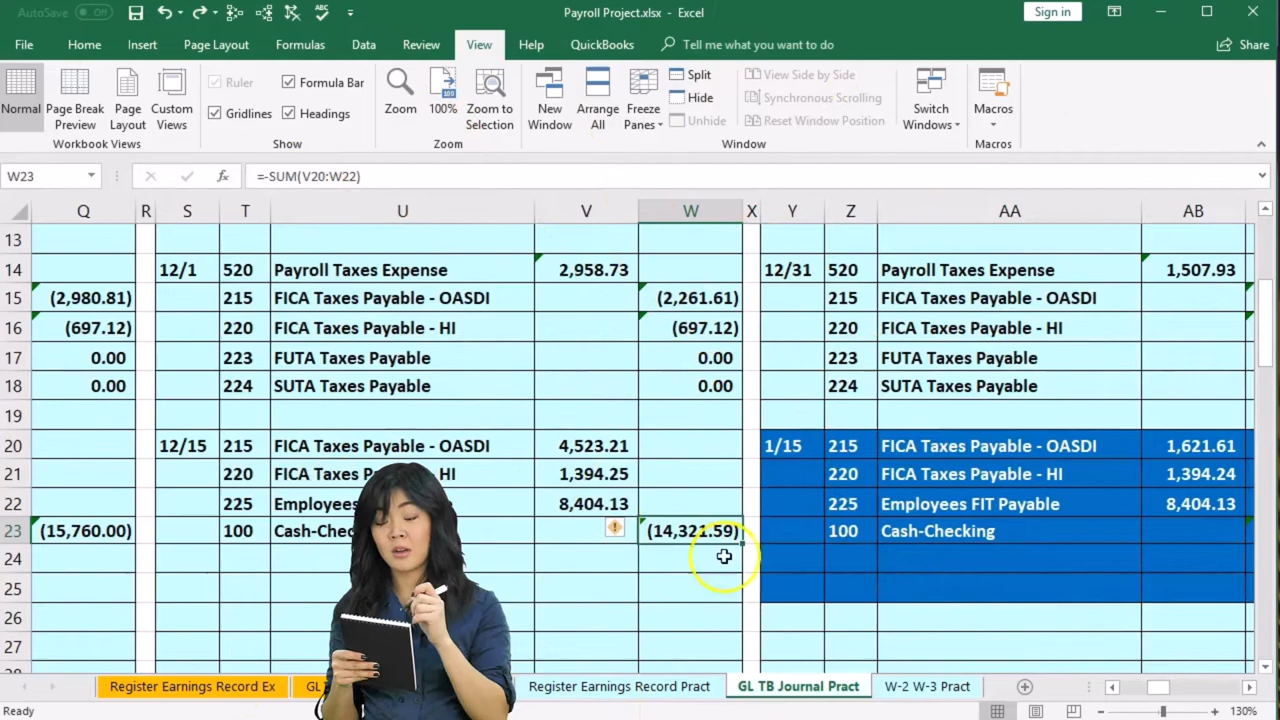 AutoSave Off
Payroll Project.xlsx - Excel
Sign in
File Home Insert Page Layout Formulas Data Review View Help QuickBooks Tell me what you want to do Share
Normal
Page Break Preview
Page Layout
Custom Views
Workbook Views
Ruler
Formula Bar
Gridlines
Headings
Show
Zoom
100%
Zoom to Selection
Zoom
New Window
Arrange All
Freeze Panes
Split
Hide
Unhide
View Side by Side
Synchronous Scrolling
Reset Window Position
Window
Switch Windows
Macros
Macros
W23 fx =-SUM(V20:W22)
Q R S T U V W X Y Z AA AB
13
14 12/1 520 Payroll Taxes Expense 2,958.73 12/31 520 Payroll Taxes Expense 1,507.93
15 (2,980.81) 215 FICA Taxes Payable - OASDI (2,261.61) 215 FICA Taxes Payable - OASDI
16 (697.12) 220 FICA Taxes Payable - HI (697.12) 220 FICA Taxes Payable - HI
17 0.00 223 FUTA Taxes Payable 0.00 223 FUTA Taxes Payable
18 0.00 224 SUTA Taxes Payable 0.00 224 SUTA Taxes Payable
19
20 12/15 215 FICA Taxes Payable - OASDI 4,523.21 1/15 215 FICA Taxes Payable - OASDI 1,621.61
21 220 FICA Taxes - HI 1,394.25 220 FICA Taxes Payable - HI 1,394.24
22 225 Employees 8,404.13 225 Employees FIT Payable 8,404.13
23 (15,760.00) 100 Cash-Chec (14,321.59) 100 Cash-Checking
24
25
26
27
Register Earnings Record Ex GL Register Earnings Record Pract GL TB Journal Pract W-2 W-3 Pract
Ready 130%